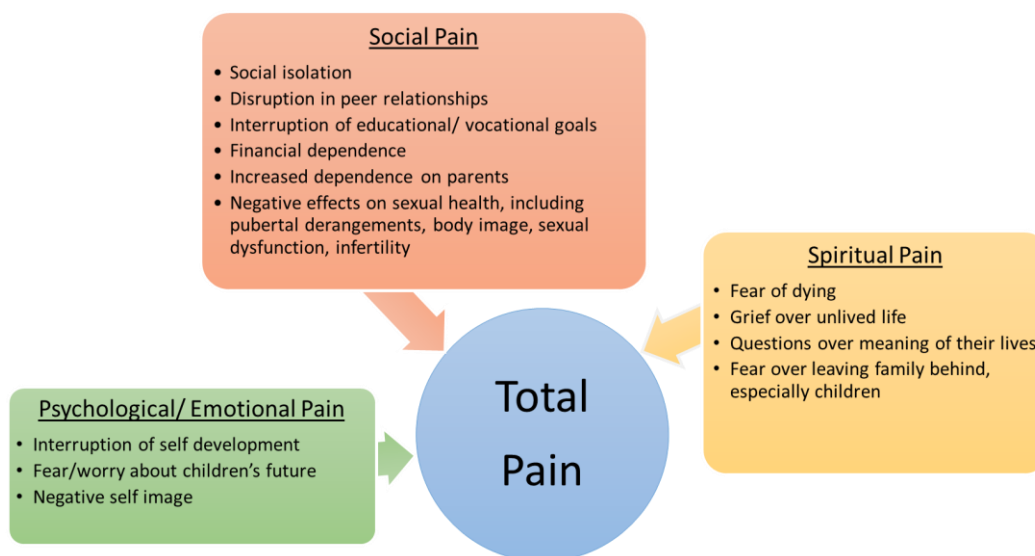 Social Pain
• Social isolation
• Disruption in peer relationships
• Interruption of educational/ vocational goals
• Financial dependence
• Increased dependence on parents
• Negative effects on sexual health, including
pubertal derangements, body image, sexual
dysfunction, infertility
Spiritual Pain
• Fear of dying
• Grief over unlived life
• Questions over meaning of their lives
• Fear over leaving family behind,
especially children
Psychological/ Emotional Pain
• Interruption of self development
• Fear/worry about children's future
• Negative self image
Total
Pain